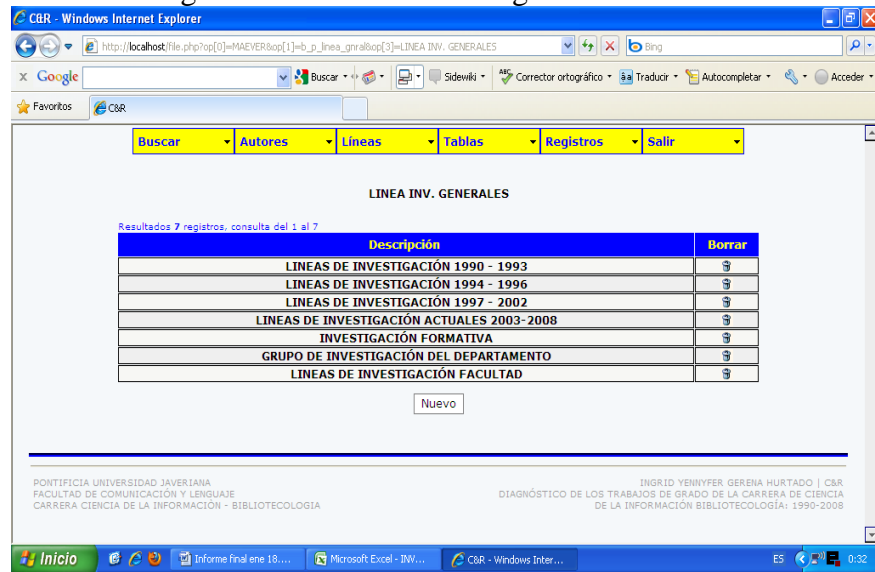 C&R - Windows Internet Explorer
http://localhost/file.php?op[0]=MAEVER&op[1]=b_p_linea_gnral&op[3]=LINEA INV. GENERALES
Bing
x Google Buscar Sidewiki ABC Corrector ortográfico Traducir Autocompletar Acceder
Favoritos C&R
Buscar Autores Líneas Tablas Registros Salir
LINEA INV. GENERALES
Resultados 7 registros, consulta del 1 al 7
Descripción Borrar
LINEAS DE INVESTIGACIÓN 1990 - 1993
LINEAS DE INVESTIGACIÓN 1994 - 1996
LINEAS DE INVESTIGACIÓN 1997 - 2002
LINEAS DE INVESTIGACIÓN ACTUALES 2003-2008
INVESTIGACIÓN FORMATIVA
GRUPO DE INVESTIGACIÓN DEL DEPARTAMENTO
LINEAS DE INVESTIGACIÓN FACULTAD
Nuevo
PONTIFICIA UNIVERSIDAD JAVERIANA
FACULTAD DE COMUNICACIÓN Y LENGUAJE
CARRERA CIENCIA DE LA INFORMACIÓN - BIBLIOTECOLOGIA
INGRID YENNYFER GERENA HURTADO | C&R
DIAGNÓSTICO DE LOS TRABAJOS DE GRADO DE LA CARRERA DE CIENCIA
DE LA INFORMACIÓN BIBLIOTECOLOGÍA: 1990-2008
Inicio Informe final ene 18.... Microsoft Excel - INV... C&R - Windows Inter... ES 0:32